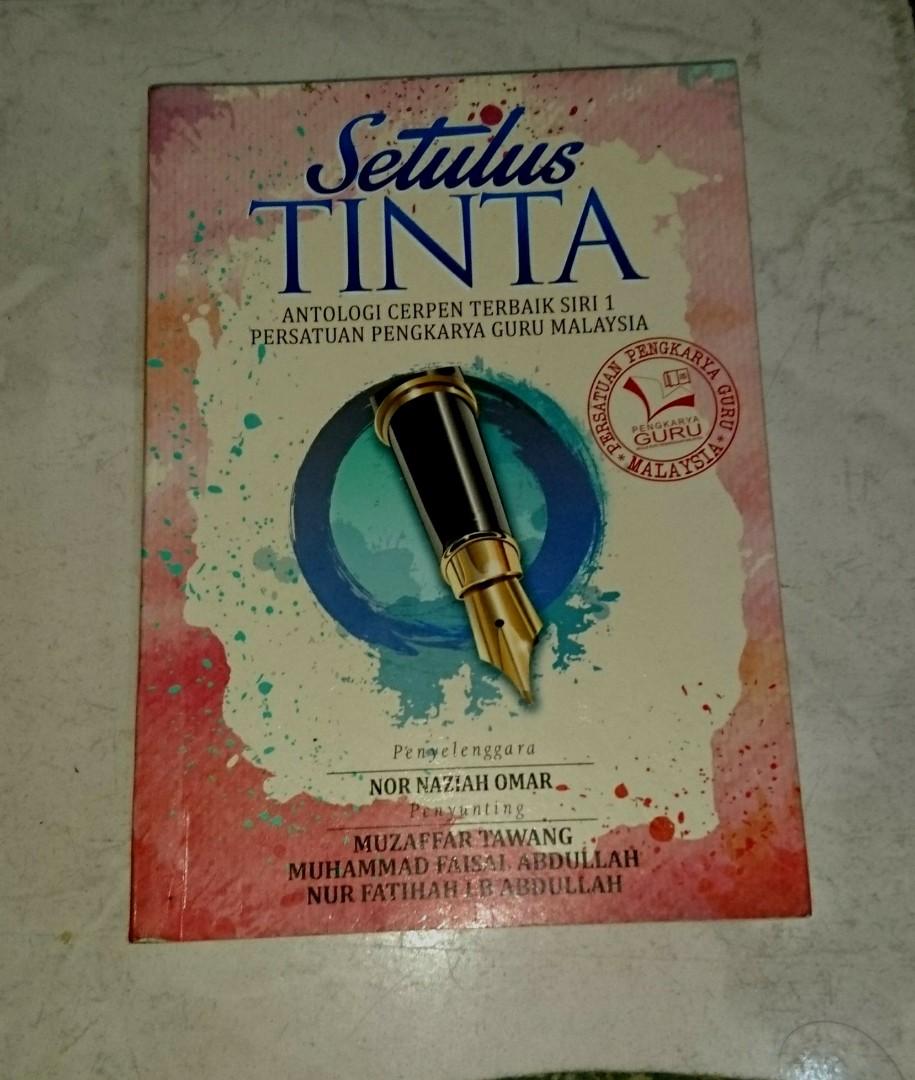 Setulus
TINTA
ANTOLOGI CERPEN TERBAIK SIRI 1
PERSATUAN PENGKARYA GURU MALAYSIA
PERSATUAN PENGKARYA GURU
* MALAYSIA *
PENGKARYA
GURU
Penyelenggara
NOR NAZIAH OMAR
Penyunting
MUZAFFAR TAWANG
MUHAMMAD FAISAL ABDULLAH
NUR FATIHAH LB ABDULLAH